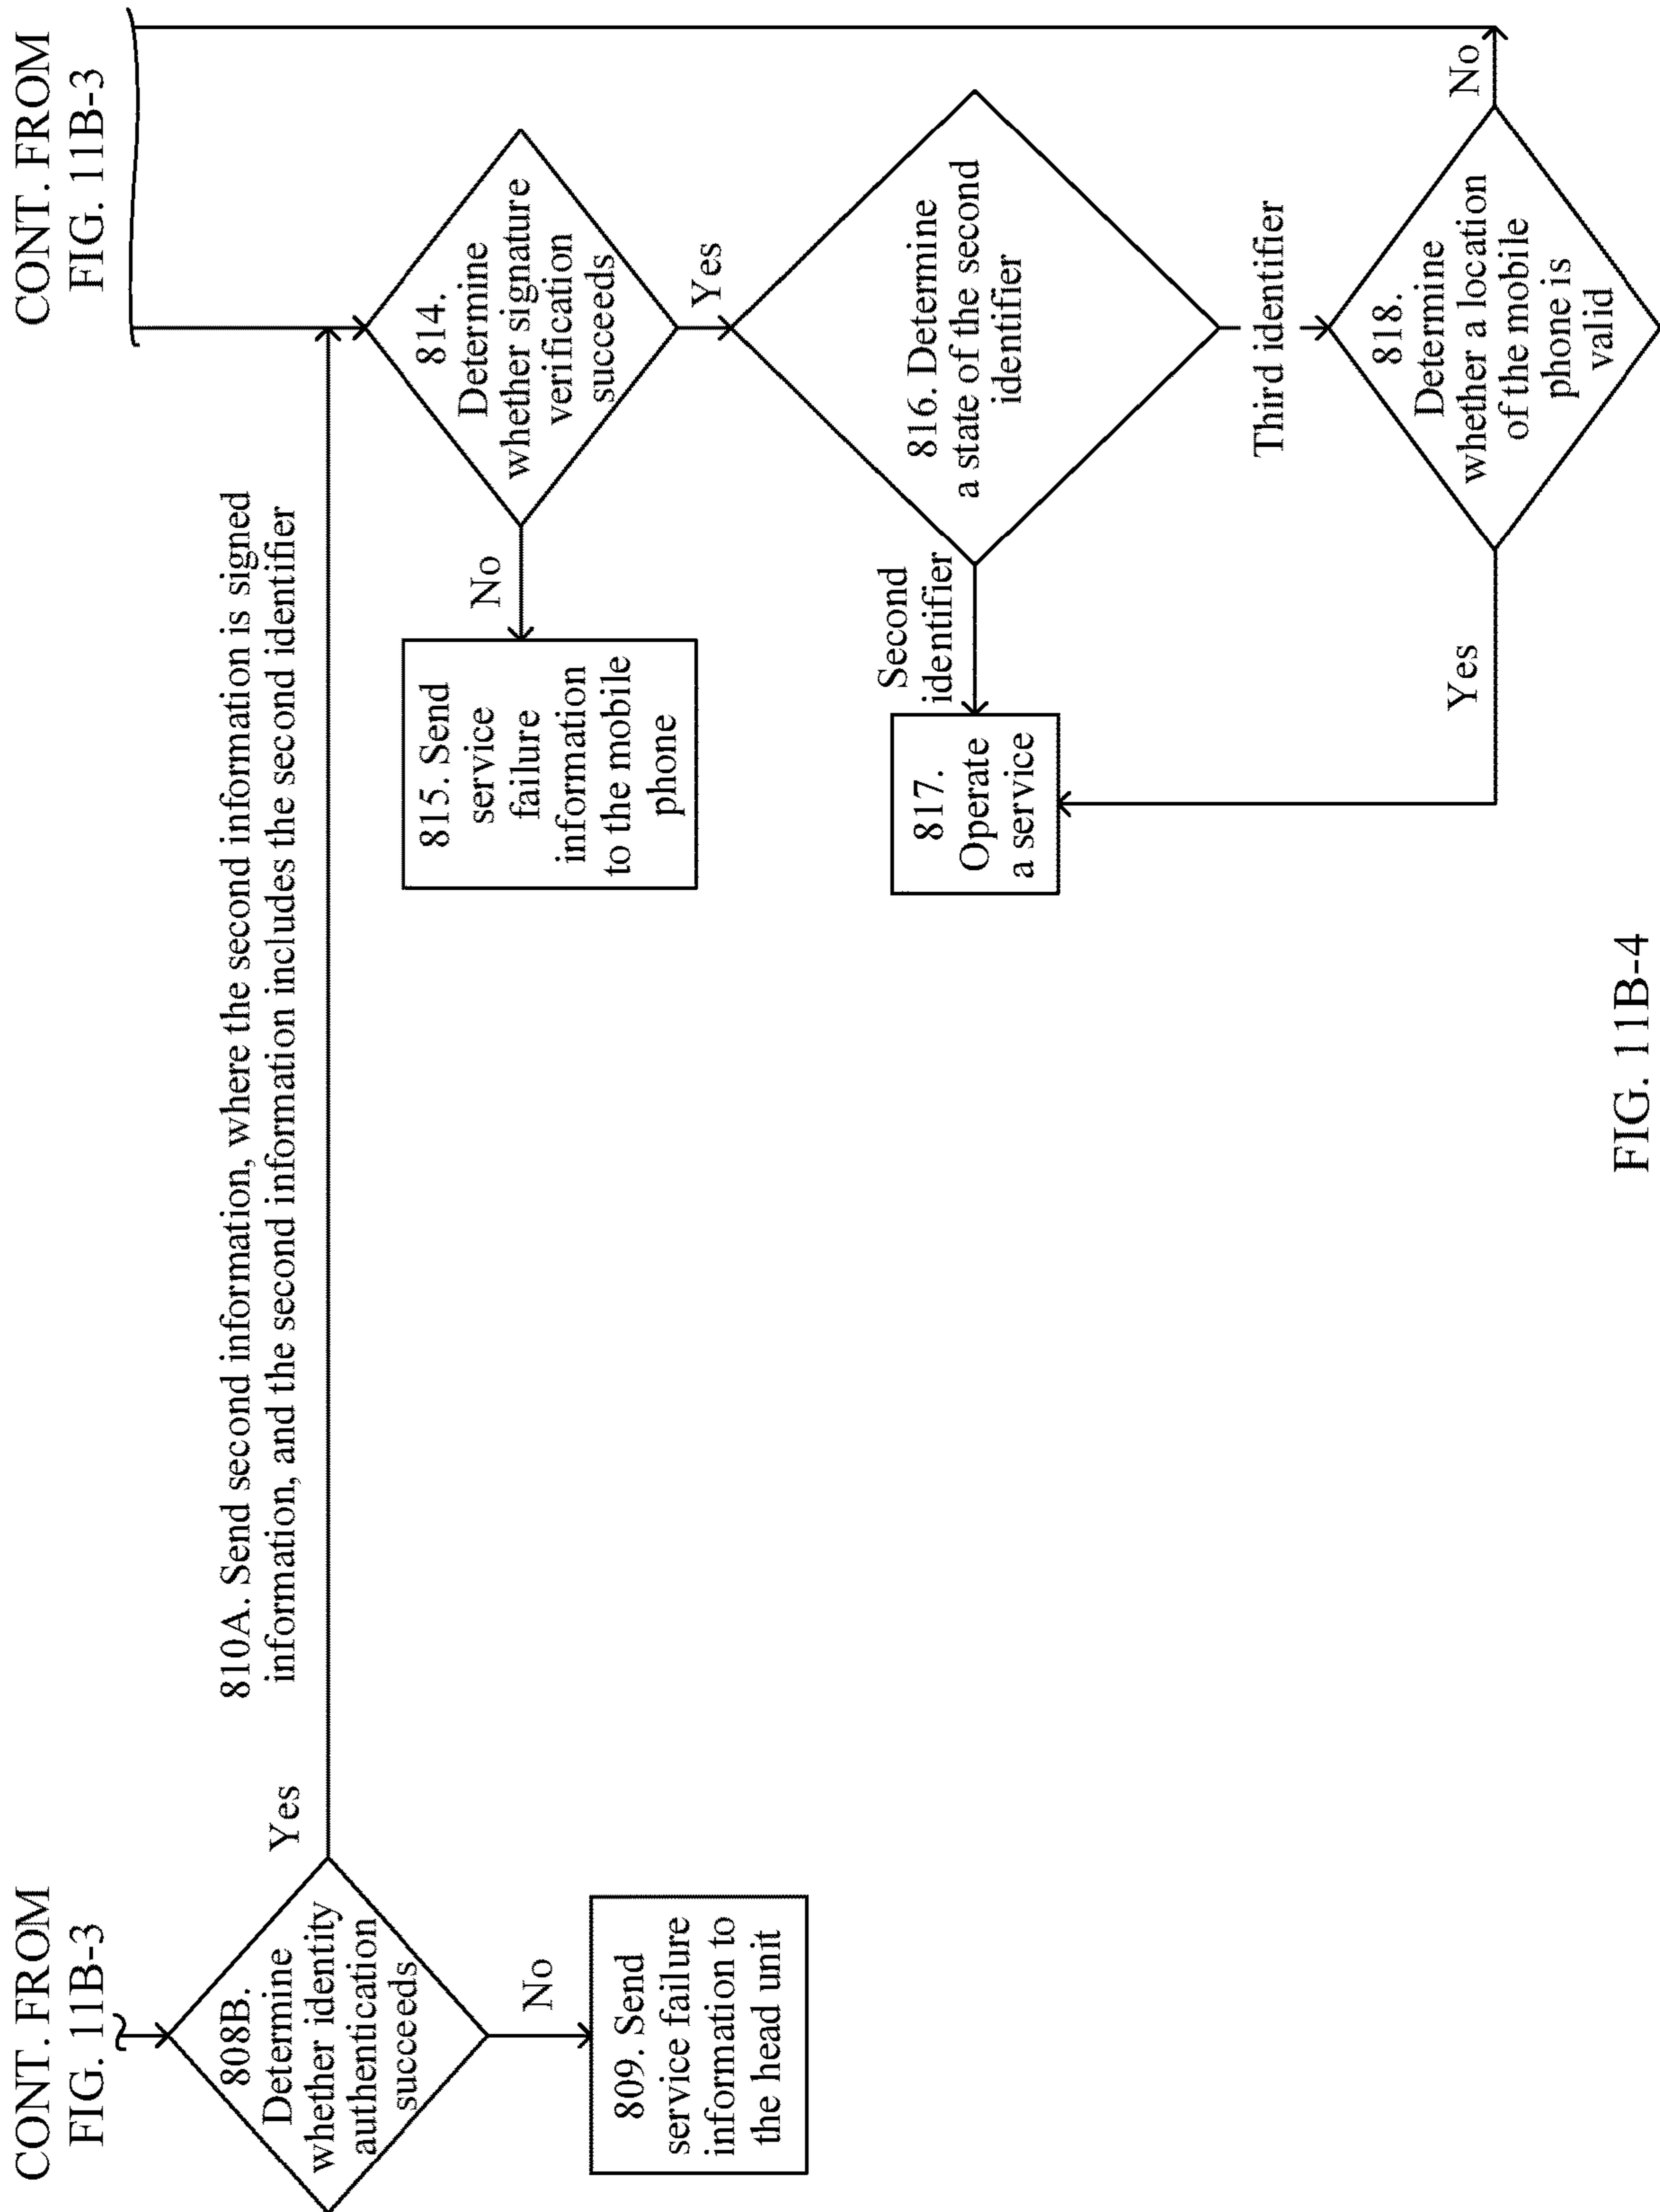 CONT. FROM
FIG. 11B-3
CONT. FROM
FIG. 11B-3
808B.
Determine
whether identity
authentication
succeeds
Yes
No
809. Send
service failure
information to
the head unit
810A. Send second information, where the second information is signed
information, and the second information includes the second identifier
814.
Determine
whether signature
verification
succeeds
No
Yes
815. Send
service
failure
information
to the mobile
phone
816. Determine
a state of the second
identifier
Second
identifier
817.
Operate
a service
Third identifier
818.
Determine
whether a location
of the mobile
phone is
valid
Yes
No
FIG. 11B-4